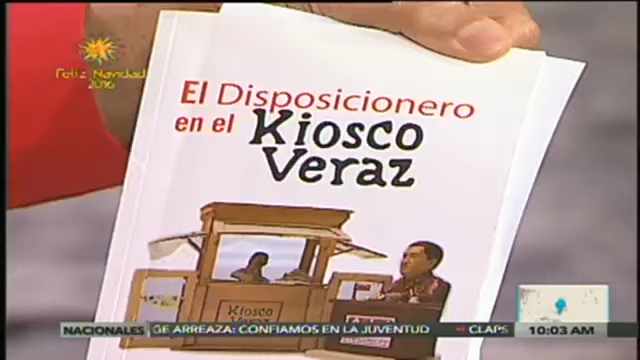 Feliz Navidad
2016
El Disposicionero
en el Kiosco
Veraz
Kiosco
Veraz
NACIONALES GE ARREAZA: CONFIAMOS EN LA JUVENTUD CLAPS 10:03 AM